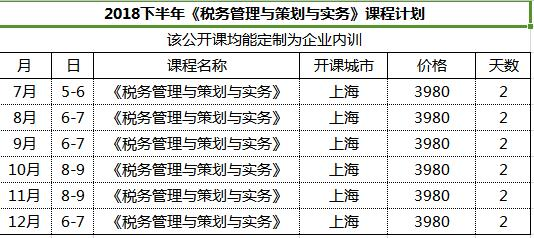 2018下半年《税务管理与策划与实务》课程计划
该公开课均能定制为企业内训
月 日 课程名称 开课城市 价格 天数
7月 5-6 《税务管理与策划与实务》 上海 3980 2
8月 6-7 《税务管理与策划与实务》 上海 3980 2
9月 6-7 《税务管理与策划与实务》 上海 3980 2
10月 8-9 《税务管理与策划与实务》 上海 3980 2
11月 8-9 《税务管理与策划与实务》 上海 3980 2
12月 6-7 《税务管理与策划与实务》 上海 3980 2